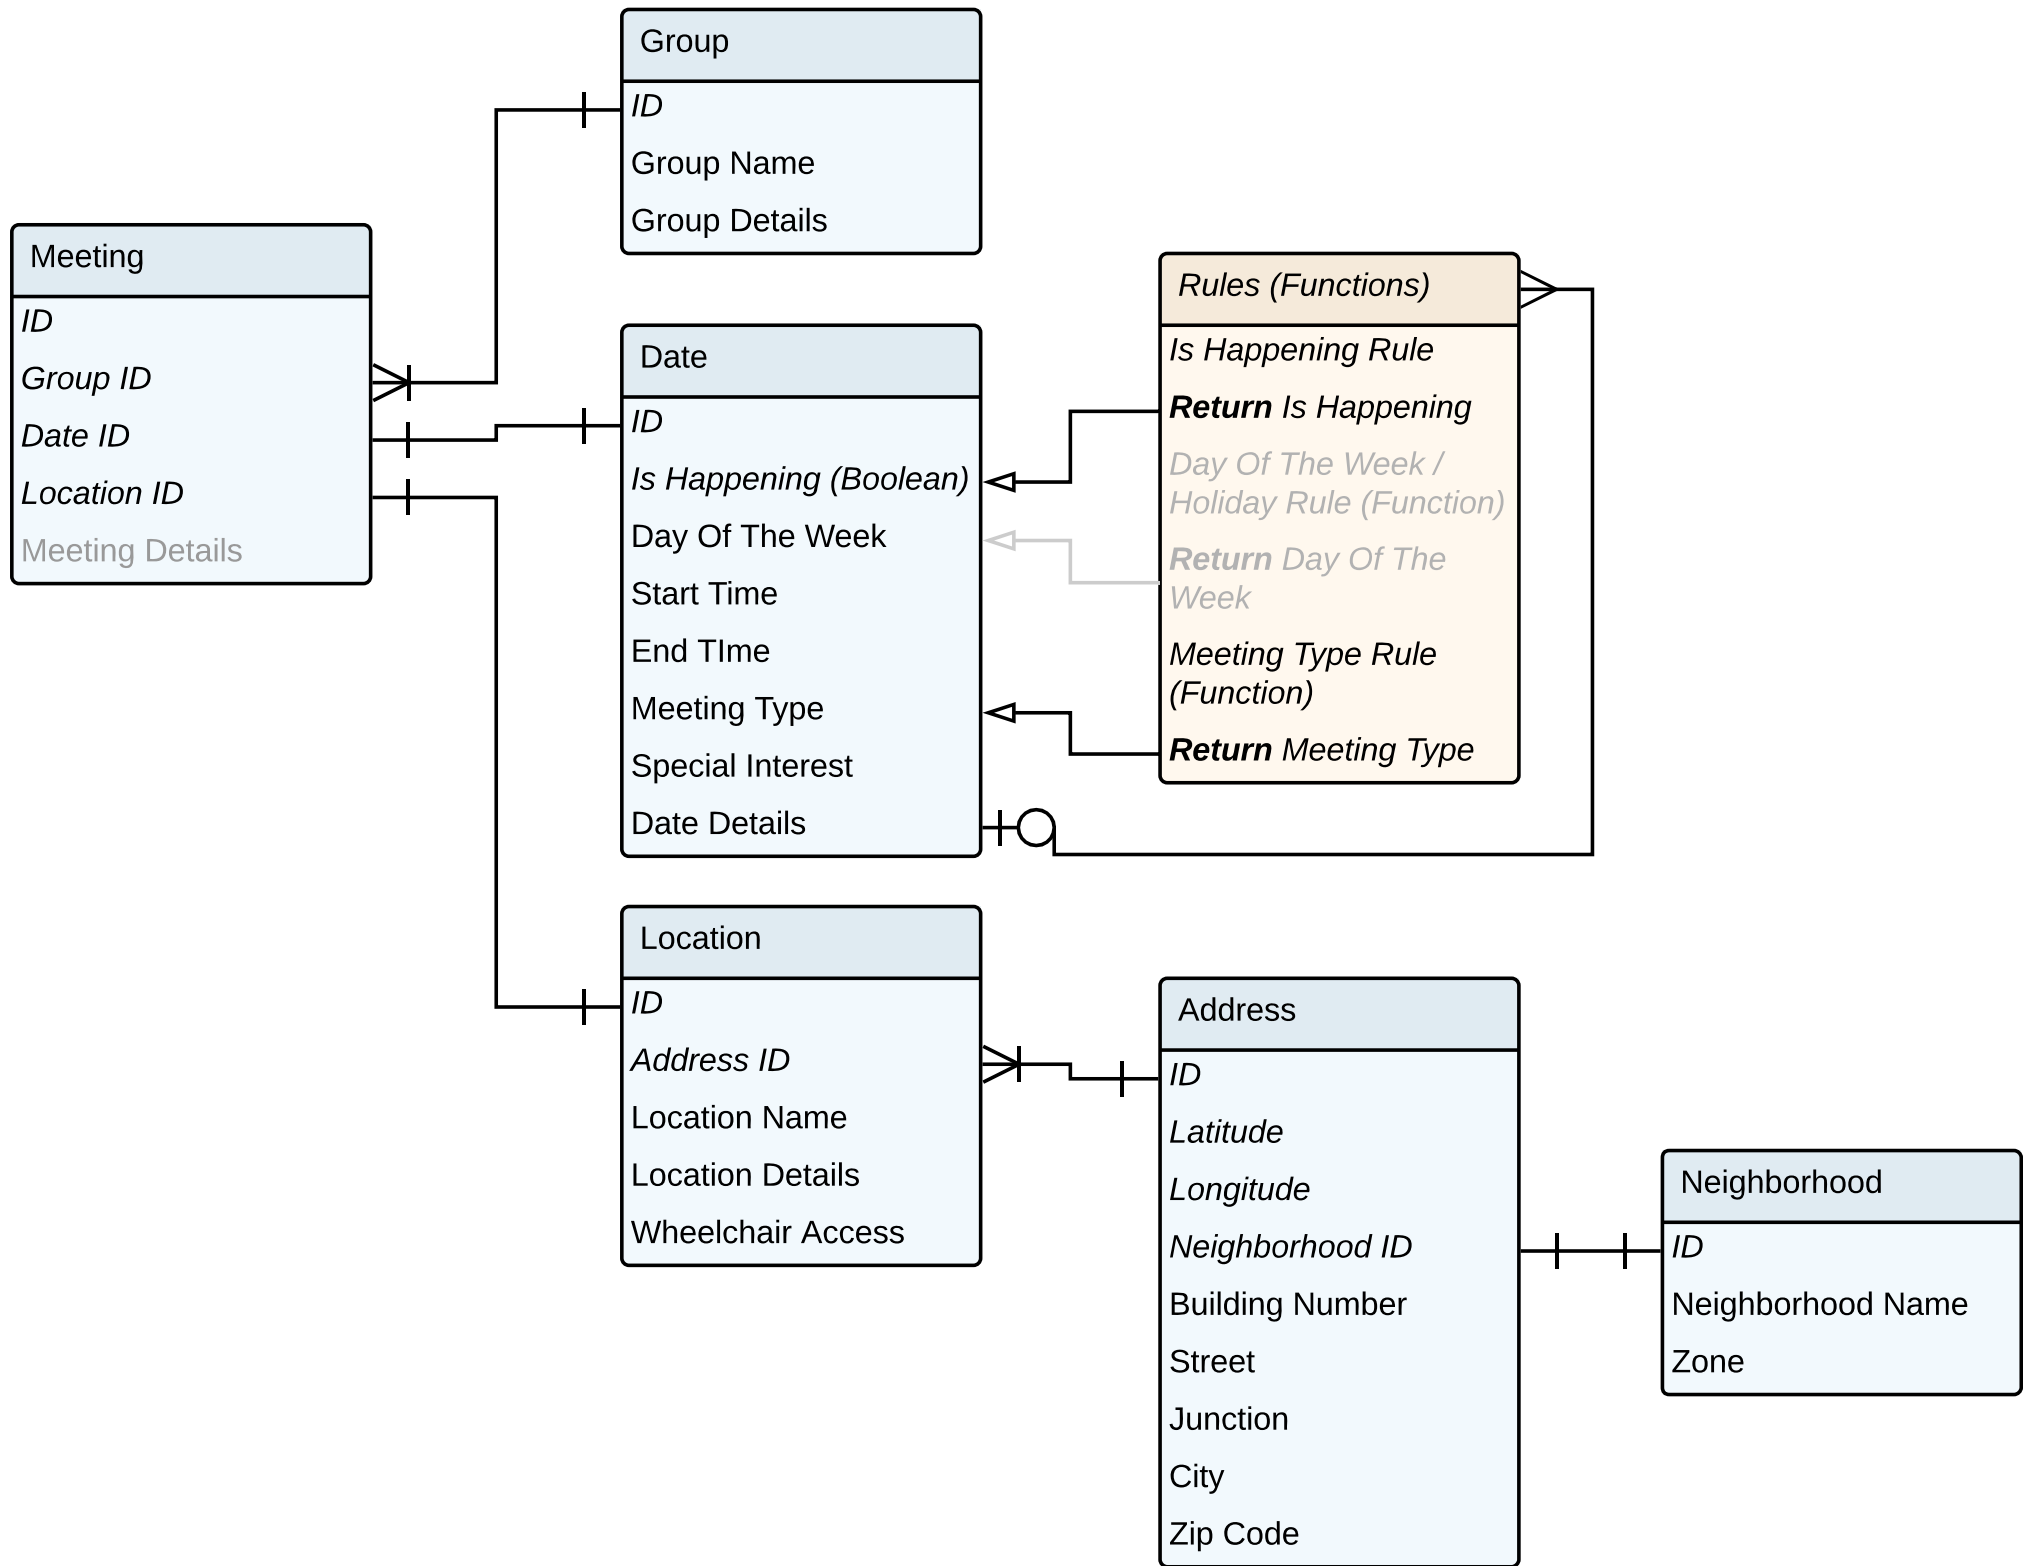 Group
ID
Group Name
Group Details
Meeting
ID
Group ID
Date ID
Location ID
Meeting Details
Date
ID
Is Happening (Boolean)
Day Of The Week
Start Time
End TIme
Meeting Type
Special Interest
Date Details
Rules (Functions)
Is Happening Rule
Return Is Happening
Day Of The Week /
Holiday Rule (Function)
Return Day Of The
Week
Meeting Type Rule
(Function)
Return Meeting Type
Location
ID
Address ID
Location Name
Location Details
Wheelchair Access
Address
ID
Latitude
Longitude
Neighborhood ID
Building Number
Street
Junction
City
Zip Code
Neighborhood
ID
Neighborhood Name
Zone